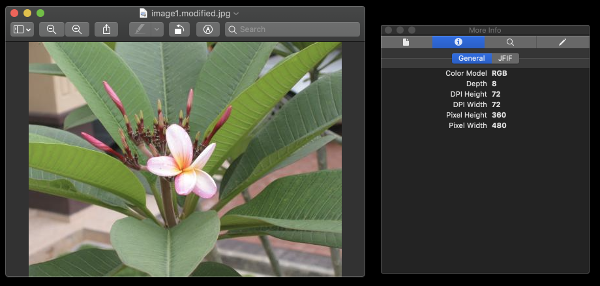 image1.modified.jpg
Search
More Info
General JFIF
Color Model RGB
Depth 8
DPI Height 72
DPI Width 72
Pixel Height 360
Pixel Width 480